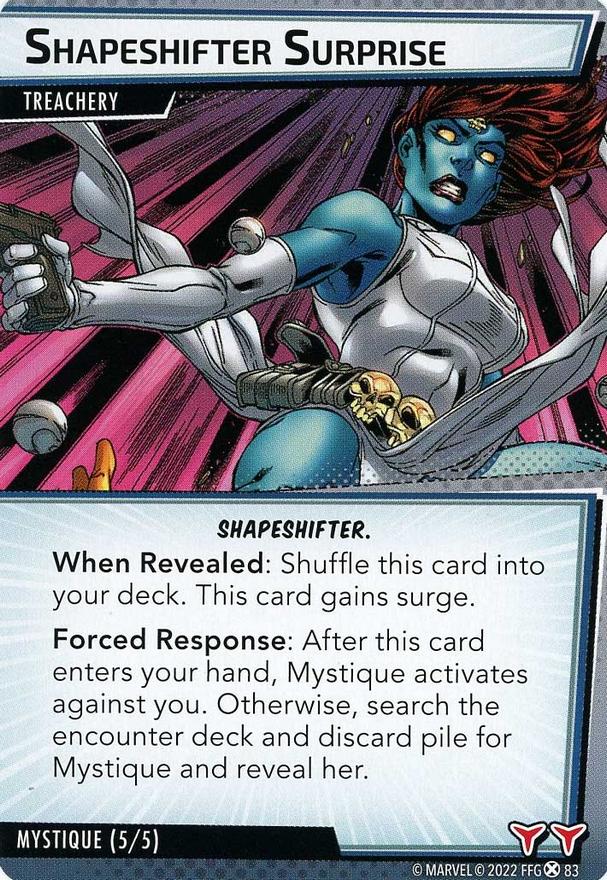 SHAPESHIFTER SURPRISE
TREACHERY
SHAPESHIFTER.
When Revealed: Shuffle this card into
your deck. This card gains surge.
Forced Response: After this card
enters your hand, Mystique activates
against you. Otherwise, search the
encounter deck and discard pile for
Mystique and reveal her.
MYSTIQUE (5/5)
© MARVEL © 2022 FFG 83